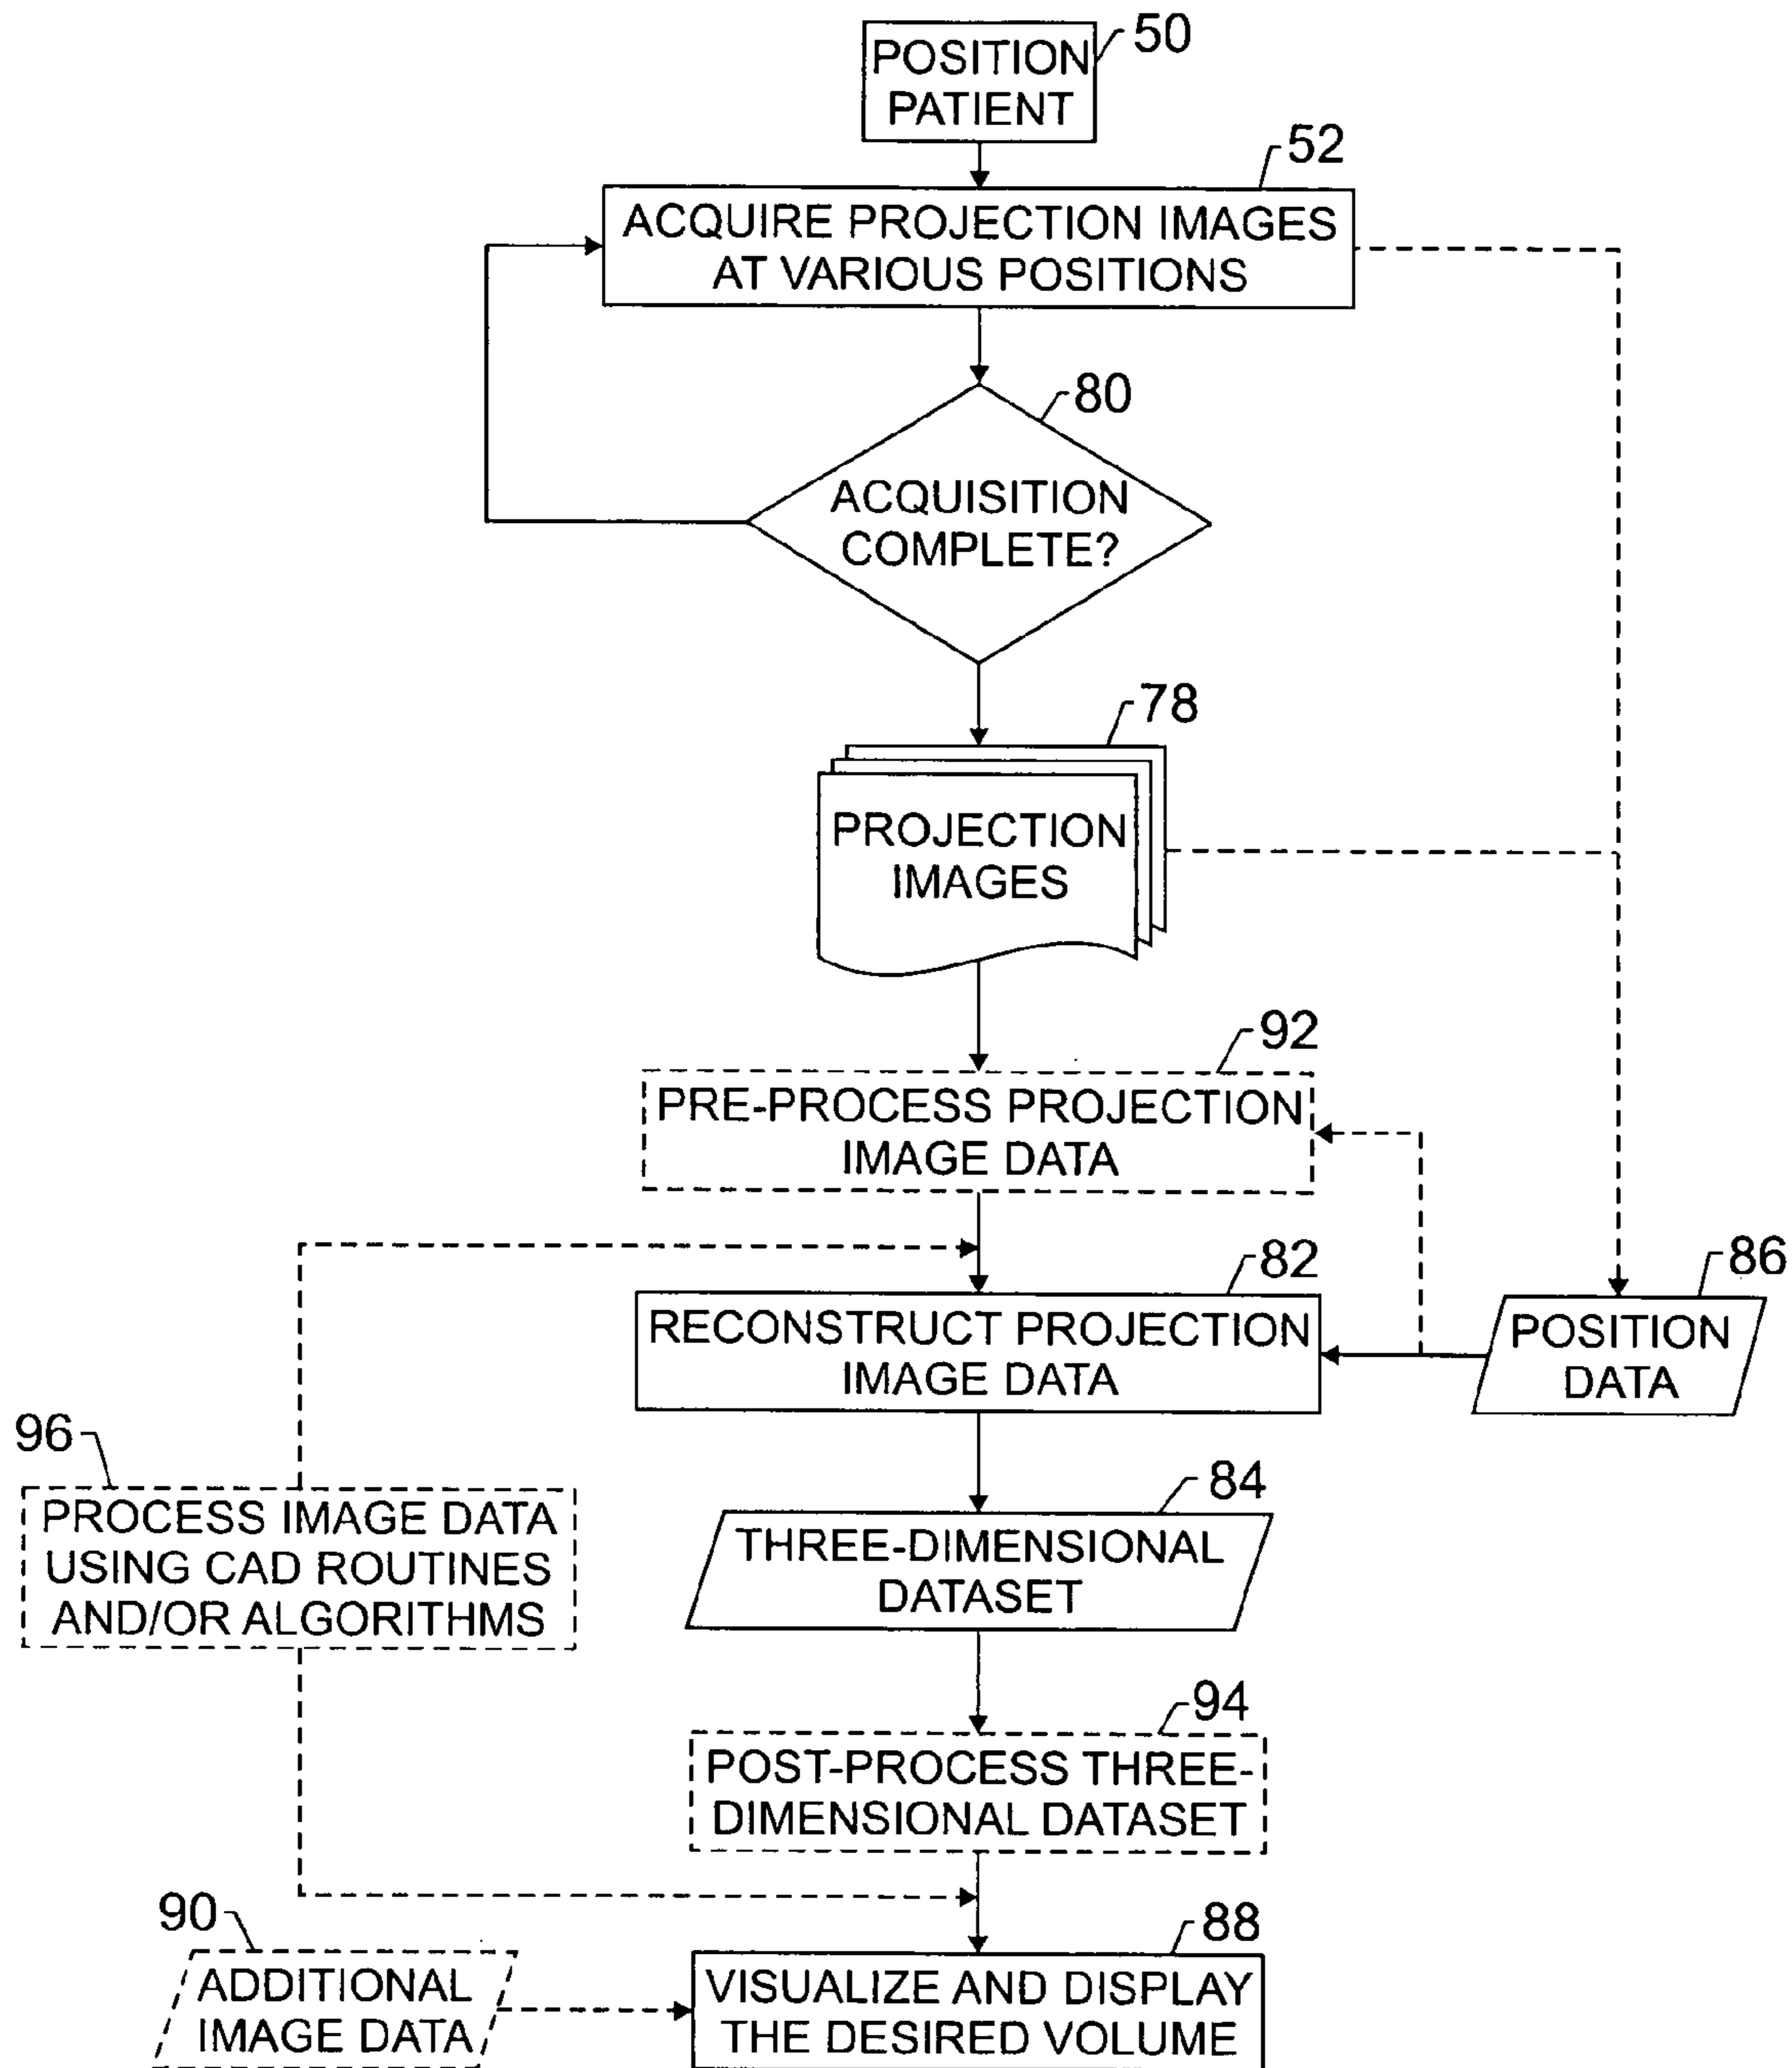 50
POSITION
PATIENT
52
ACQUIRE PROJECTION IMAGES
AT VARIOUS POSITIONS
80
ACQUISITION
COMPLETE?
78
PROJECTION
IMAGES
92
PRE-PROCESS PROJECTION
IMAGE DATA
82
RECONSTRUCT PROJECTION
IMAGE DATA
86
POSITION
DATA
96
PROCESS IMAGE DATA
USING CAD ROUTINES
AND/OR ALGORITHMS
84
THREE-DIMENSIONAL
DATASET
94
POST-PROCESS THREE-
DIMENSIONAL DATASET
90
ADDITIONAL
IMAGE DATA
88
VISUALIZE AND DISPLAY
THE DESIRED VOLUME